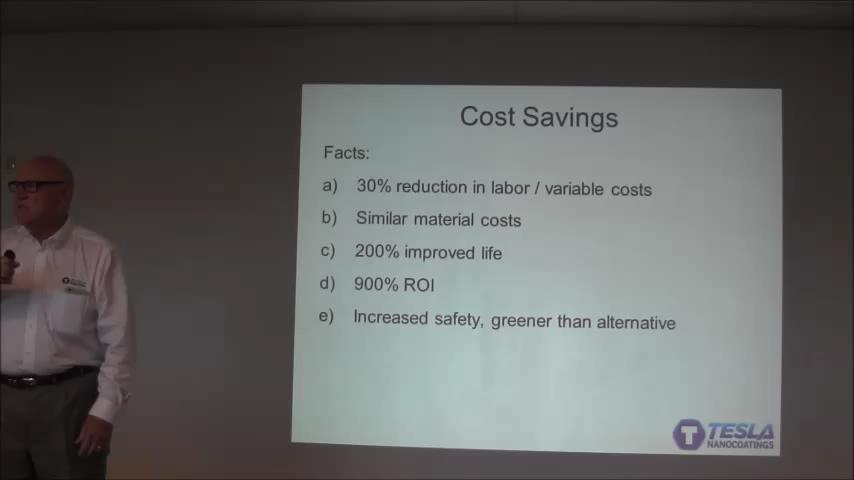 Cost Savings
Facts:
a) 30% reduction in labor / variable costs
b) Similar material costs
c) 200% improved life
d) 900% ROI
e) Increased safety, greener than alternative
T TESLA
NANOCOATINGS
T TESLA